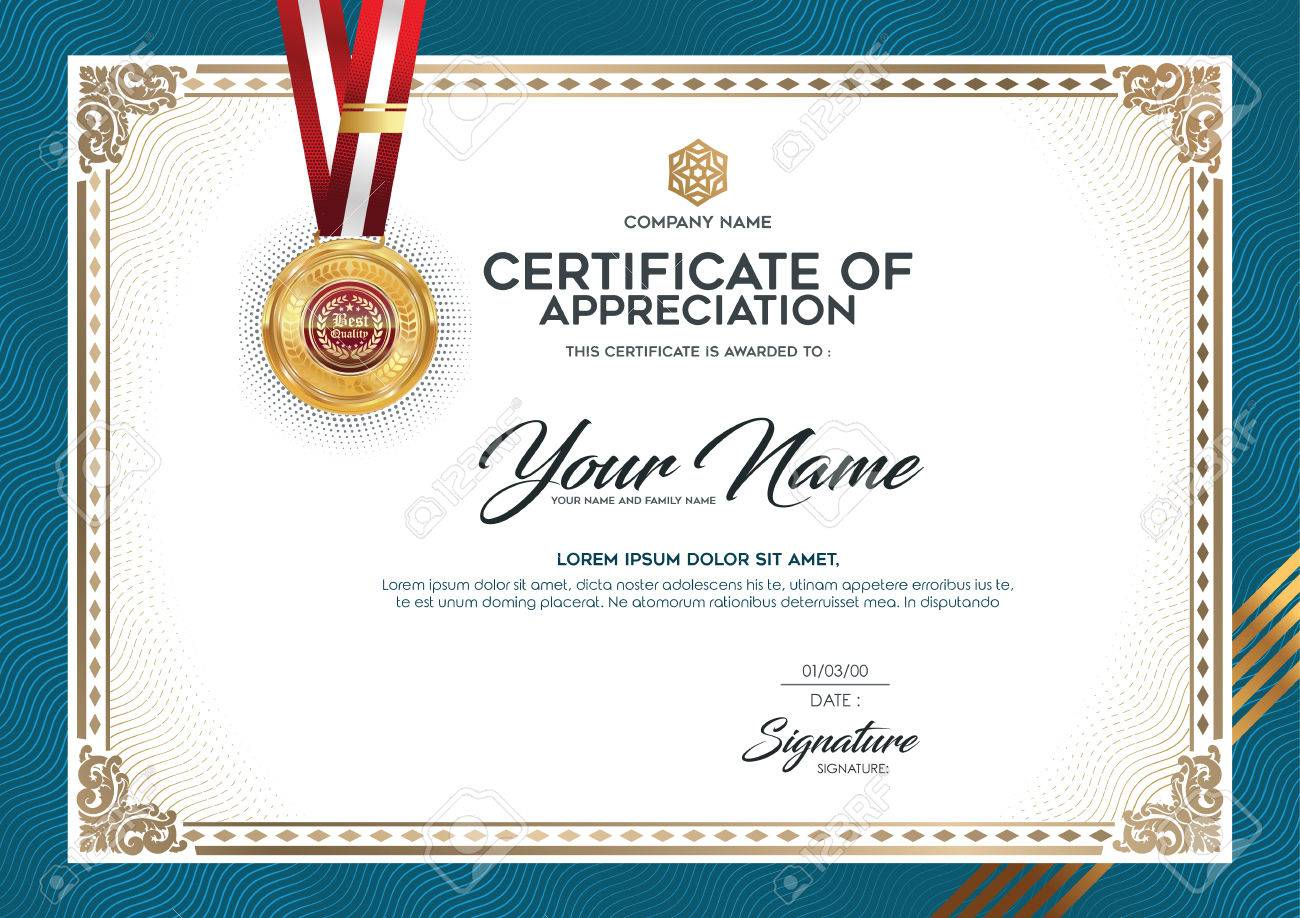 COMPANY NAME
CERTIFICATE OF
APPRECIATION
THIS CERTIFICATE IS AWARDED TO :
Best
Quality
Your Name
YOUR NAME AND FAMILY NAME
LOREM IPSUM DOLOR SIT AMET,
Lorem ipsum dolor sit amet, dicta noster adolescens his te, utinam appetere erroribus ius te,
te est unum doming placerat. Ne atomorum rationibus deterruisset mea. In disputando
01/03/00
DATE :
Signature
SIGNATURE:
123RF